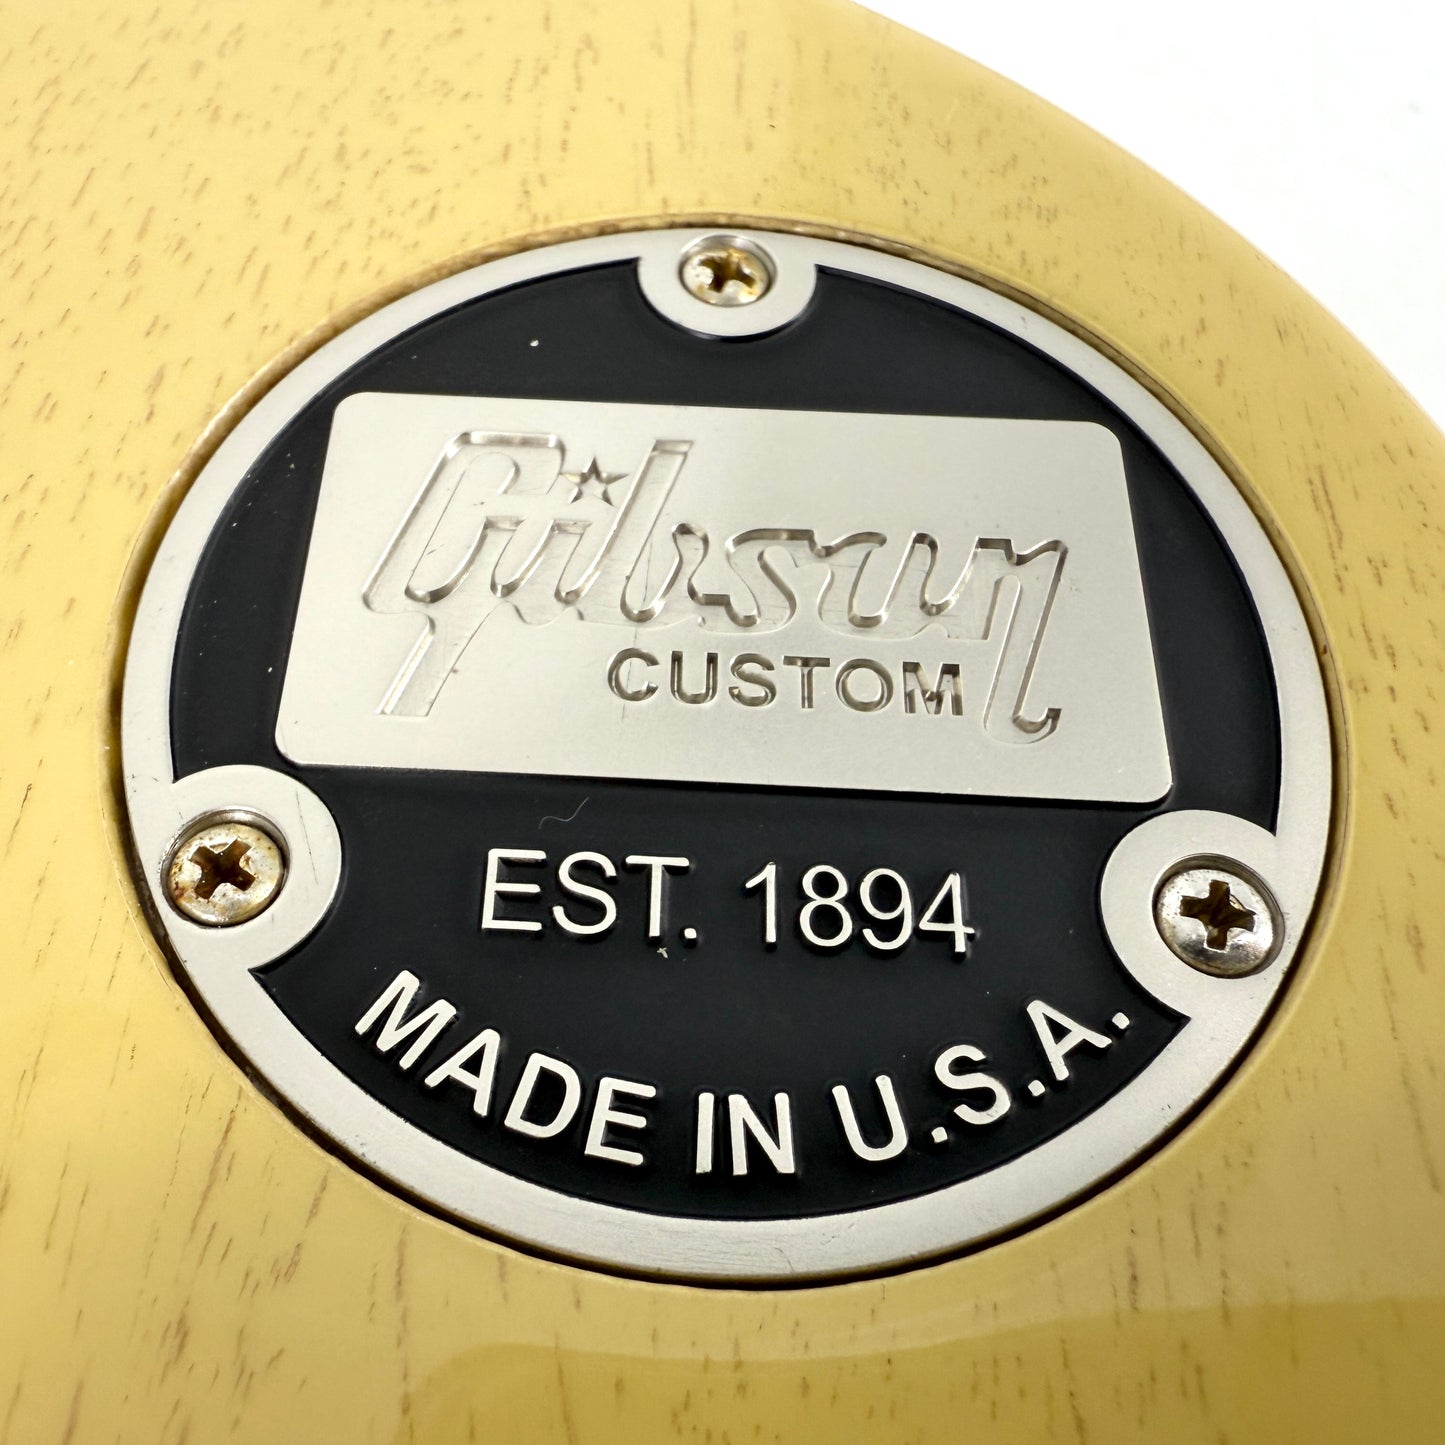 Gibson
CUSTOM
EST. 1894
MADE IN U.S.A.